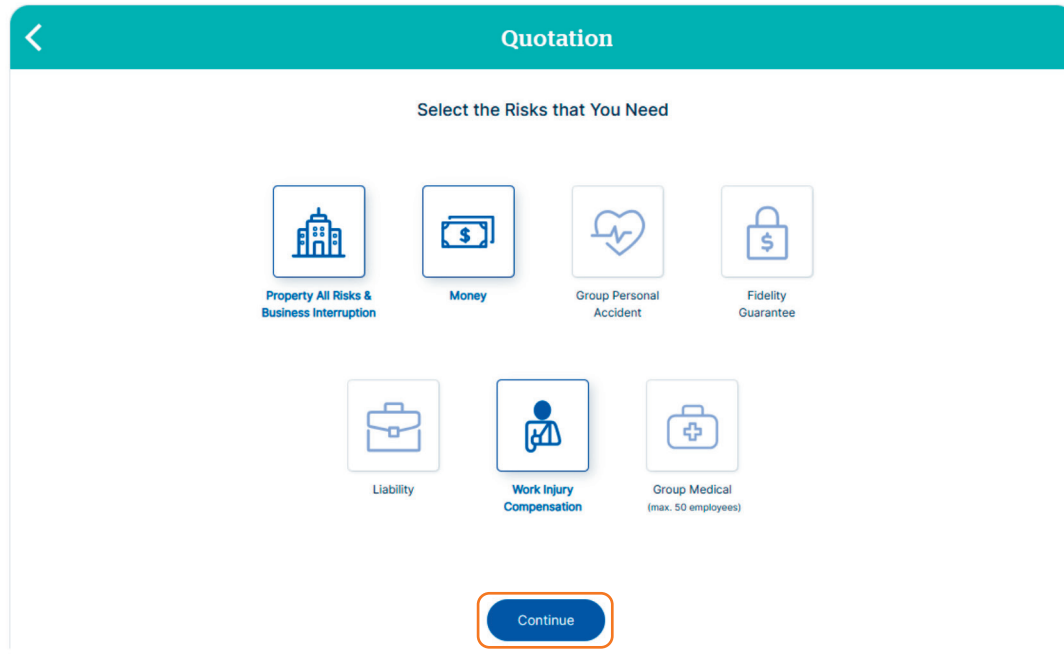 Quotation
Select the Risks that You Need
$
$
Property All Risks &
Business Interruption
Money
Group Personal
Accident
Fidelity
Guarantee
Liability
Work Injury
Compensation
Group Medical
(max. 50 employees)
Continue